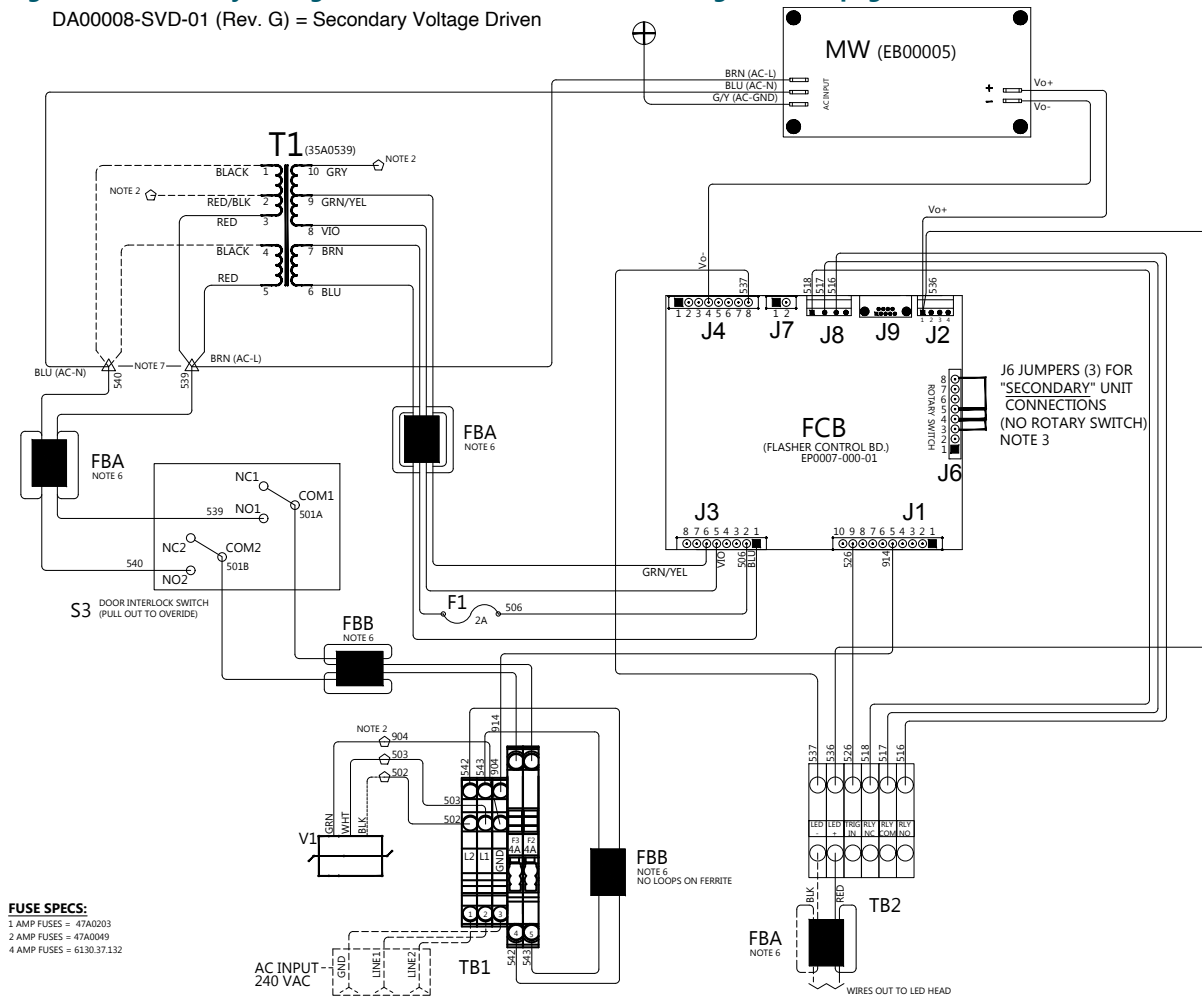 DA00008-SVD-01 (Rev. G) = Secondary Voltage Driven
MW (EB00005)
BRN (AC-L)
BLU (AC-N)
G/Y (AC-GND)
AC INPUT
+
-
Vo+
Vo-
T1 (35A0539)
BLACK 1
10 GRY
NOTE 2
NOTE 2
RED/BLK 2
9 GRN/YEL
RED 3
8 VIO
BLACK 4
7 BRN
RED 5
6 BLU
Vo+
Vo-
537
518
517
516
536
1 2 3 4 5 6 7 8
J4
1 2
J7
J8
J9
1 2 3 4
J2
BLU (AC-N)
540
NOTE 7
539
BRN (AC-L)
FBA
NOTE 6
FBA
NOTE 6
FCB
(FLASHER CONTROL BD.)
EP0007-000-01
ROTARY SWITCH
8
7
6
5
4
3
2
1
J6
J6 JUMPERS (3) FOR
"SECONDARY" UNIT
CONNECTIONS
(NO ROTARY SWITCH)
NOTE 3
NC1
COM1
539
NO1
501A
NC2
COM2
501B
540
NO2
S3 DOOR INTERLOCK SWITCH
(PULL OUT TO OVERIDE)
J3
8 7 6 5 4 3 2 1
J1
10 9 8 7 6 5 4 3 2 1
GRN/YEL
VIO
506
BLU
526
914
F1
2A
506
FBB
NOTE 6
NOTE 2
904
503
502
GRN
WHT
BLK
V1
542
543
904
914
503
502
L2
L1
GND
F3
4A
F2
4A
1 2 3 4 5
542
543
TB1
FBB
NOTE 6
NO LOOPS ON FERRITE
AC INPUT
240 VAC
GND
LINE1
LINE2
537
536
526
518
517
516
LED -
LED +
TRIG IN
RLY NC
RLY COM
RLY NO
TB2
BLK
RED
FBA
NOTE 6
WIRES OUT TO LED HEAD
FUSE SPECS:
1 AMP FUSES = 47A0203
2 AMP FUSES = 47A0049
4 AMP FUSES = 6130.37.132